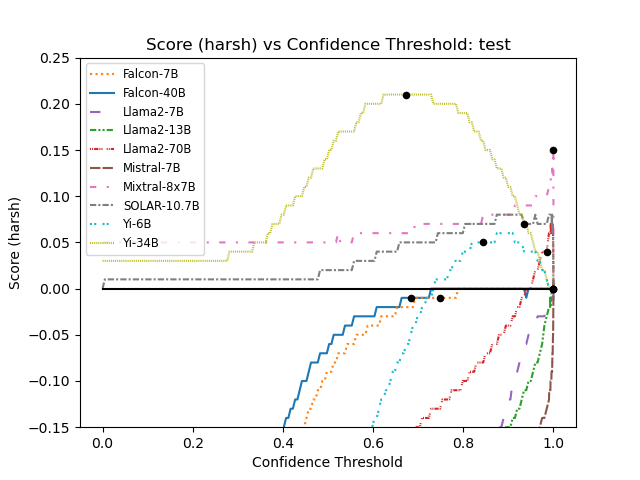 Score (harsh) vs Confidence Threshold: test
0.25
0.20
0.15
0.10
0.05
0.00
−0.05
−0.10
−0.15
Score (harsh)
Falcon-7B
Falcon-40B
Llama2-7B
Llama2-13B
Llama2-70B
Mistral-7B
Mixtral-8x7B
SOLAR-10.7B
Yi-6B
Yi-34B
0.0 0.2 0.4 0.6 0.8 1.0
Confidence Threshold